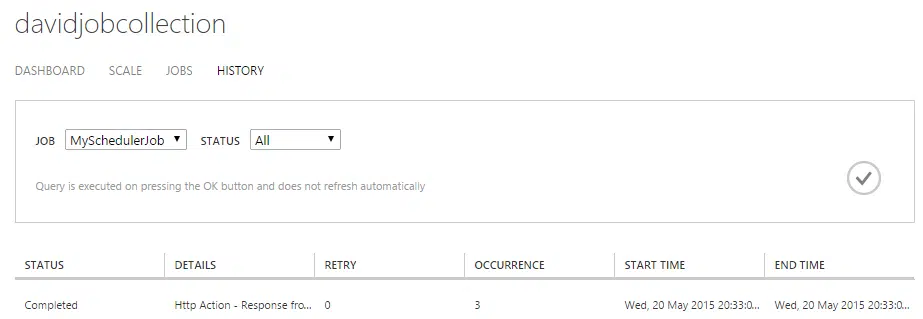 davidjobcollection
DASHBOARD SCALE JOBS HISTORY
JOB MySchedulerJob STATUS All
Query is executed on pressing the OK button and does not refresh automatically
STATUS DETAILS RETRY OCCURRENCE START TIME END TIME
Completed Http Action - Response fro... 0 3 Wed, 20 May 2015 20:33:0... Wed, 20 May 2015 20:33:0...